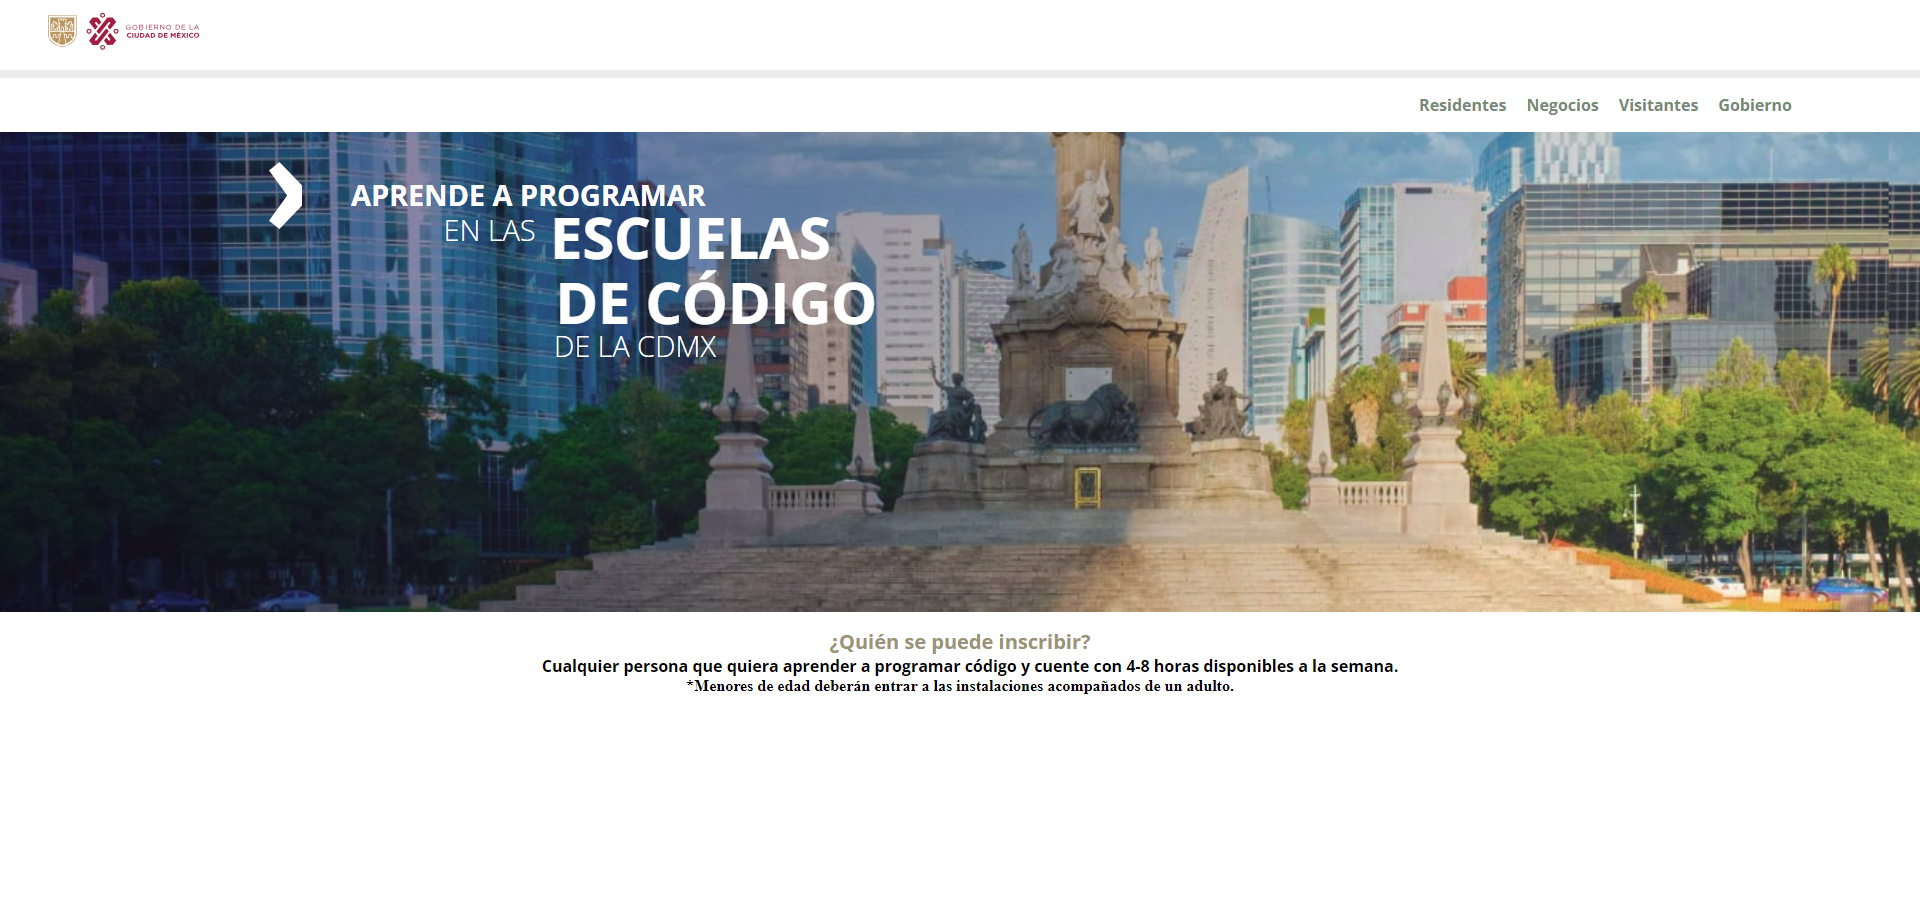 GOBIERNO DE LA
CIUDAD DE MÉXICO
Residentes Negocios Visitantes Gobierno
APRENDE A PROGRAMAR
EN LAS ESCUELAS
DE CÓDIGO
DE LA CDMX
¿Quién se puede inscribir?
Cualquier persona que quiera aprender a programar código y cuente con 4-8 horas disponibles a la semana.
*Menores de edad deberán entrar a las instalaciones acompañados de un adulto.